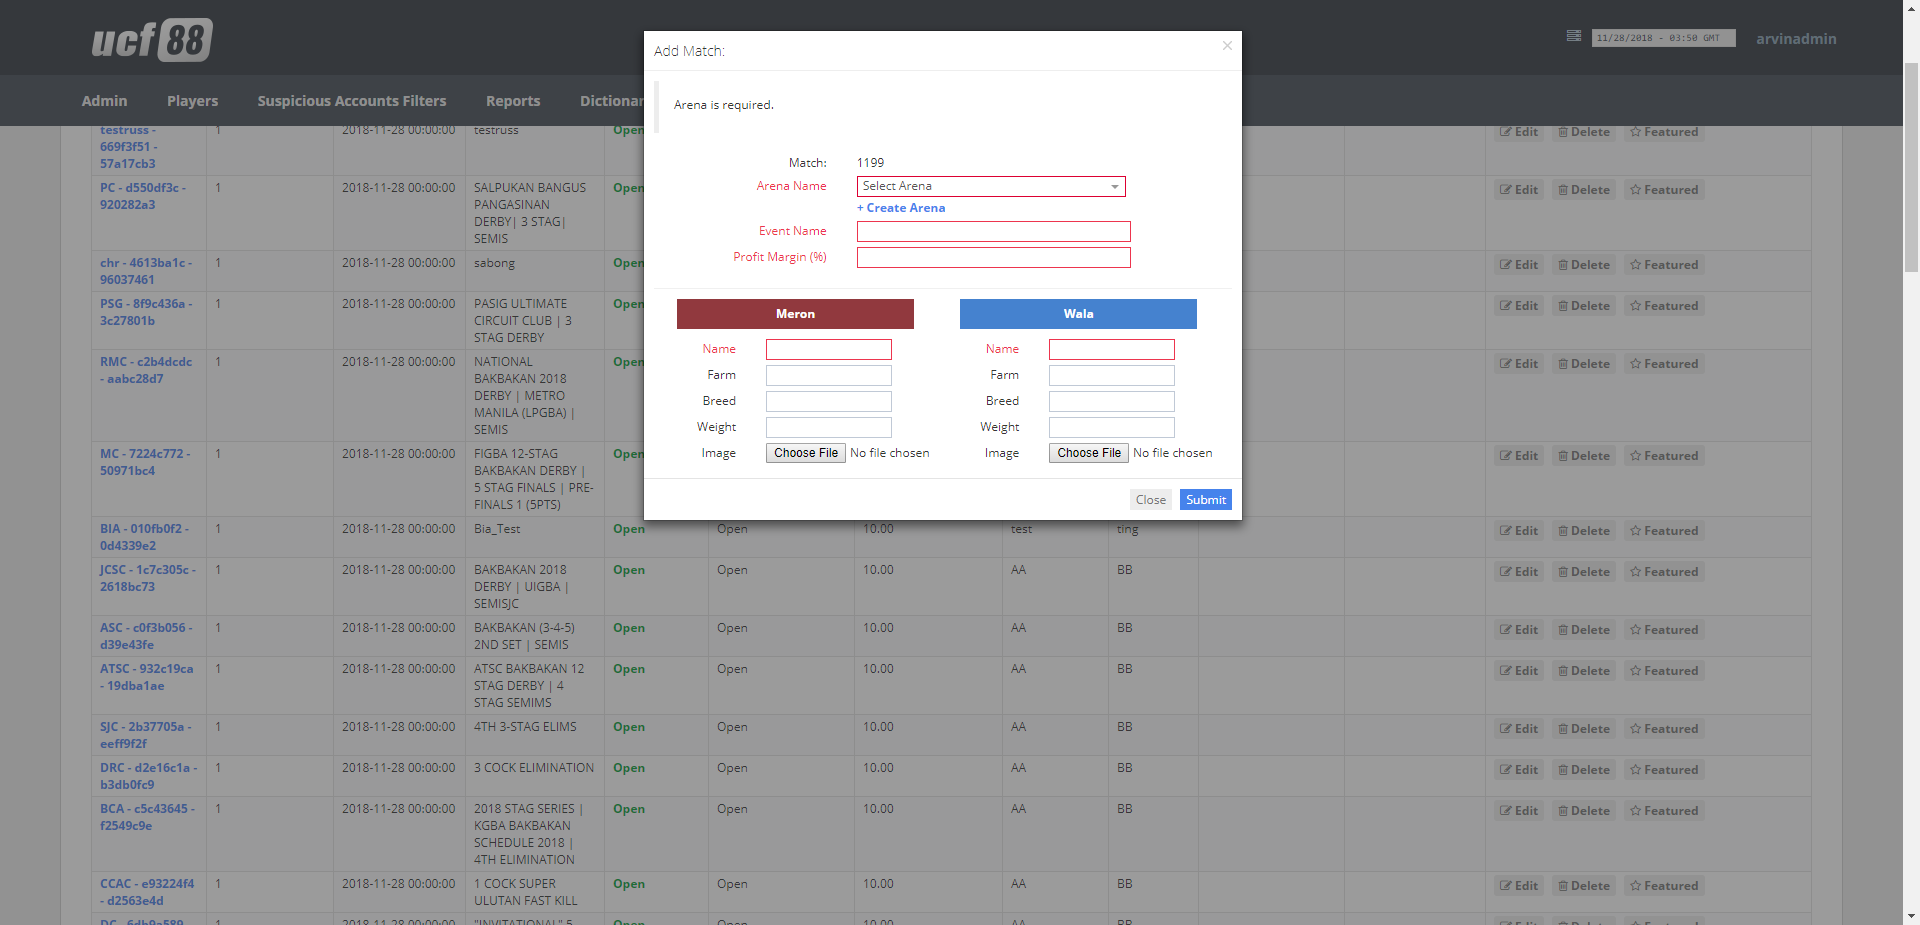 ucf 88
11/28/2018 - 03:50 GMT
arvinadmin
Admin Players Suspicious Accounts Filters Reports
Add Match:
×
Arena is required.
Match: 1199
Arena Name Select Arena
+ Create Arena
Event Name
Profit Margin (%)
Meron Wala
Name Name
Farm Farm
Breed Breed
Weight Weight
Image Choose File No file chosen Image Choose File No file chosen
Close Submit
testruss - 1 2018-11-28 00:00:00 testruss Open Edit Delete Featured
669f3f51 -
57a17cb3
PC - d550df3c - 1 2018-11-28 00:00:00 SALPUKAN BANGUS Open Edit Delete Featured
920282a3 PANGASINAN
DERBY| 3 STAG|
SEMIS
chr - 4613ba1c - 1 2018-11-28 00:00:00 sabong Open Edit Delete Featured
96037461
PSG - 8f9c436a - 1 2018-11-28 00:00:00 PASIG ULTIMATE Open Edit Delete Featured
3c27801b CIRCUIT CLUB | 3
STAG DERBY
RMC - c2b4dcdc 1 2018-11-28 00:00:00 NATIONAL Open Edit Delete Featured
- aabc28d7 BAKBAKAN 2018
DERBY | METRO
MANILA (LPGBA) |
SEMIS
MC - 7224c772 - 1 2018-11-28 00:00:00 FIGBA 12-STAG Open Edit Delete Featured
50971bc4 BAKBAKAN DERBY |
5 STAG FINALS | PRE-
FINALS 1 (5PTS)
BIA - 010fb0f2 - 1 2018-11-28 00:00:00 Bia_Test Open Open 10.00 test ting Edit Delete Featured
0d4339e2
JCSC - 1c7c305c - 1 2018-11-28 00:00:00 BAKBAKAN 2018 Open Open 10.00 AA BB Edit Delete Featured
2618bc73 DERBY | UIGBA |
SEMISJC
ASC - c0f3b056 - 1 2018-11-28 00:00:00 BAKBAKAN (3-4-5) Open Open 10.00 AA BB Edit Delete Featured
d39e43fe 2ND SET | SEMIS
ATSC - 932c19ca 1 2018-11-28 00:00:00 ATSC BAKBAKAN 12 Open Open 10.00 AA BB Edit Delete Featured
- 19dba1ae STAG DERBY | 4
STAG SEMIMS
SJC - 2b37705a - 1 2018-11-28 00:00:00 4TH 3-STAG ELIMS Open Open 10.00 AA BB Edit Delete Featured
eeff9f2f
DRC - d2e16c1a - 1 2018-11-28 00:00:00 3 COCK ELIMINATION Open Open 10.00 AA BB Edit Delete Featured
b3db0fc9
BCA - c5c43645 - 1 2018-11-28 00:00:00 2018 STAG SERIES | Open Open 10.00 AA BB Edit Delete Featured
f2549c9e KGBA BAKBAKAN
SCHEDULE 2018 |
4TH ELIMINATION
CCAC - e93224f4 1 2018-11-28 00:00:00 1 COCK SUPER Open Open 10.00 AA BB Edit Delete Featured
- d2563e4d ULUTAN FAST KILL